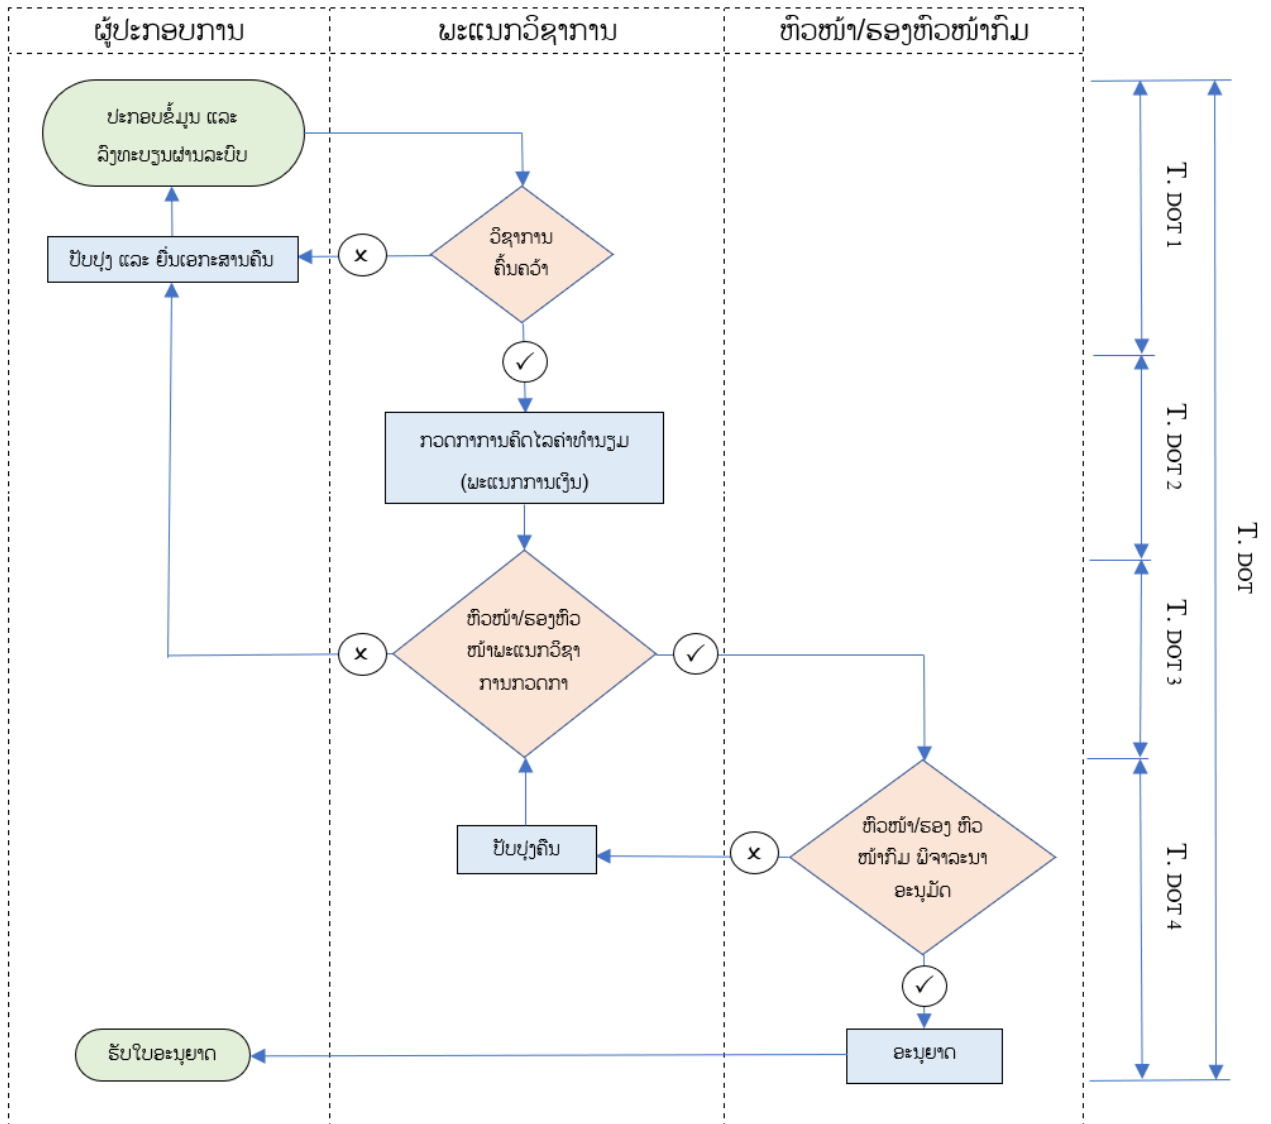 ຜູ້ປະກອບການ
ພະແນກວິຊາການ
ຫົວໜ້າ/ຮອງຫົວໜ້າກົມ
ປະກອບຂໍ້ມູນ ແລະ
ລົງທະບຽນຜ່ານລະບົບ
ວິຊາການ
ຄົ້ນຄວ້າ
ປັບປຸງ ແລະ ຍື່ນເອກະສານຄືນ
ກວດກາການຄິດໄລຄ່າທຳນຽມ
(ພະແນກການເງິນ)
ຫົວໜ້າ/ຮອງຫົວ
ໜ້າພະແນກວິຊາ
ການກວດກາ
ປັບປຸງຄືນ
ຫົວໜ້າ/ຮອງ ຫົວ
ໜ້າກົມ ພິຈາລະນາ
ອະນຸມັດ
ຮັບໃບອະນຸຍາດ
ອະນຸຍາດ
T. DOT 1
T. DOT 2
T. DOT 3
T. DOT 4
T. DOT